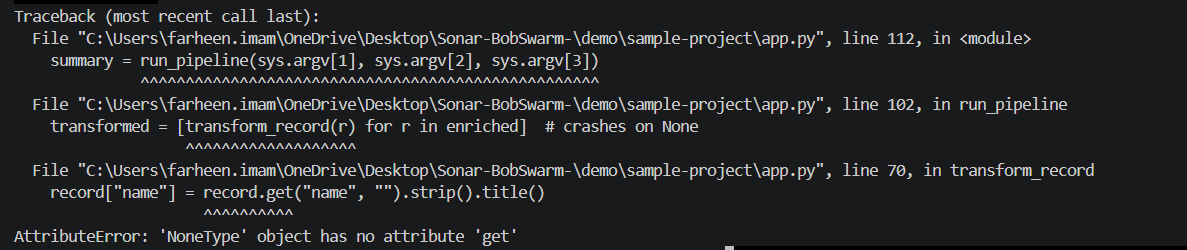 Traceback (most recent call last):
  File "C:\Users\farheen.imam\OneDrive\Desktop\Sonar-BobSwarm-\demo\sample-project\app.py", line 112, in <module>
    summary = run_pipeline(sys.argv[1], sys.argv[2], sys.argv[3])
              ^^^^^^^^^^^^^^^^^^^^^^^^^^^^^^^^^^^^^^^^^^^^^^^^^^^
  File "C:\Users\farheen.imam\OneDrive\Desktop\Sonar-BobSwarm-\demo\sample-project\app.py", line 102, in run_pipeline
    transformed = [transform_record(r) for r in enriched]  # crashes on None
                   ^^^^^^^^^^^^^^^^^^^
  File "C:\Users\farheen.imam\OneDrive\Desktop\Sonar-BobSwarm-\demo\sample-project\app.py", line 70, in transform_record
    record["name"] = record.get("name", "").strip().title()
                     ^^^^^^^^^^
AttributeError: 'NoneType' object has no attribute 'get'